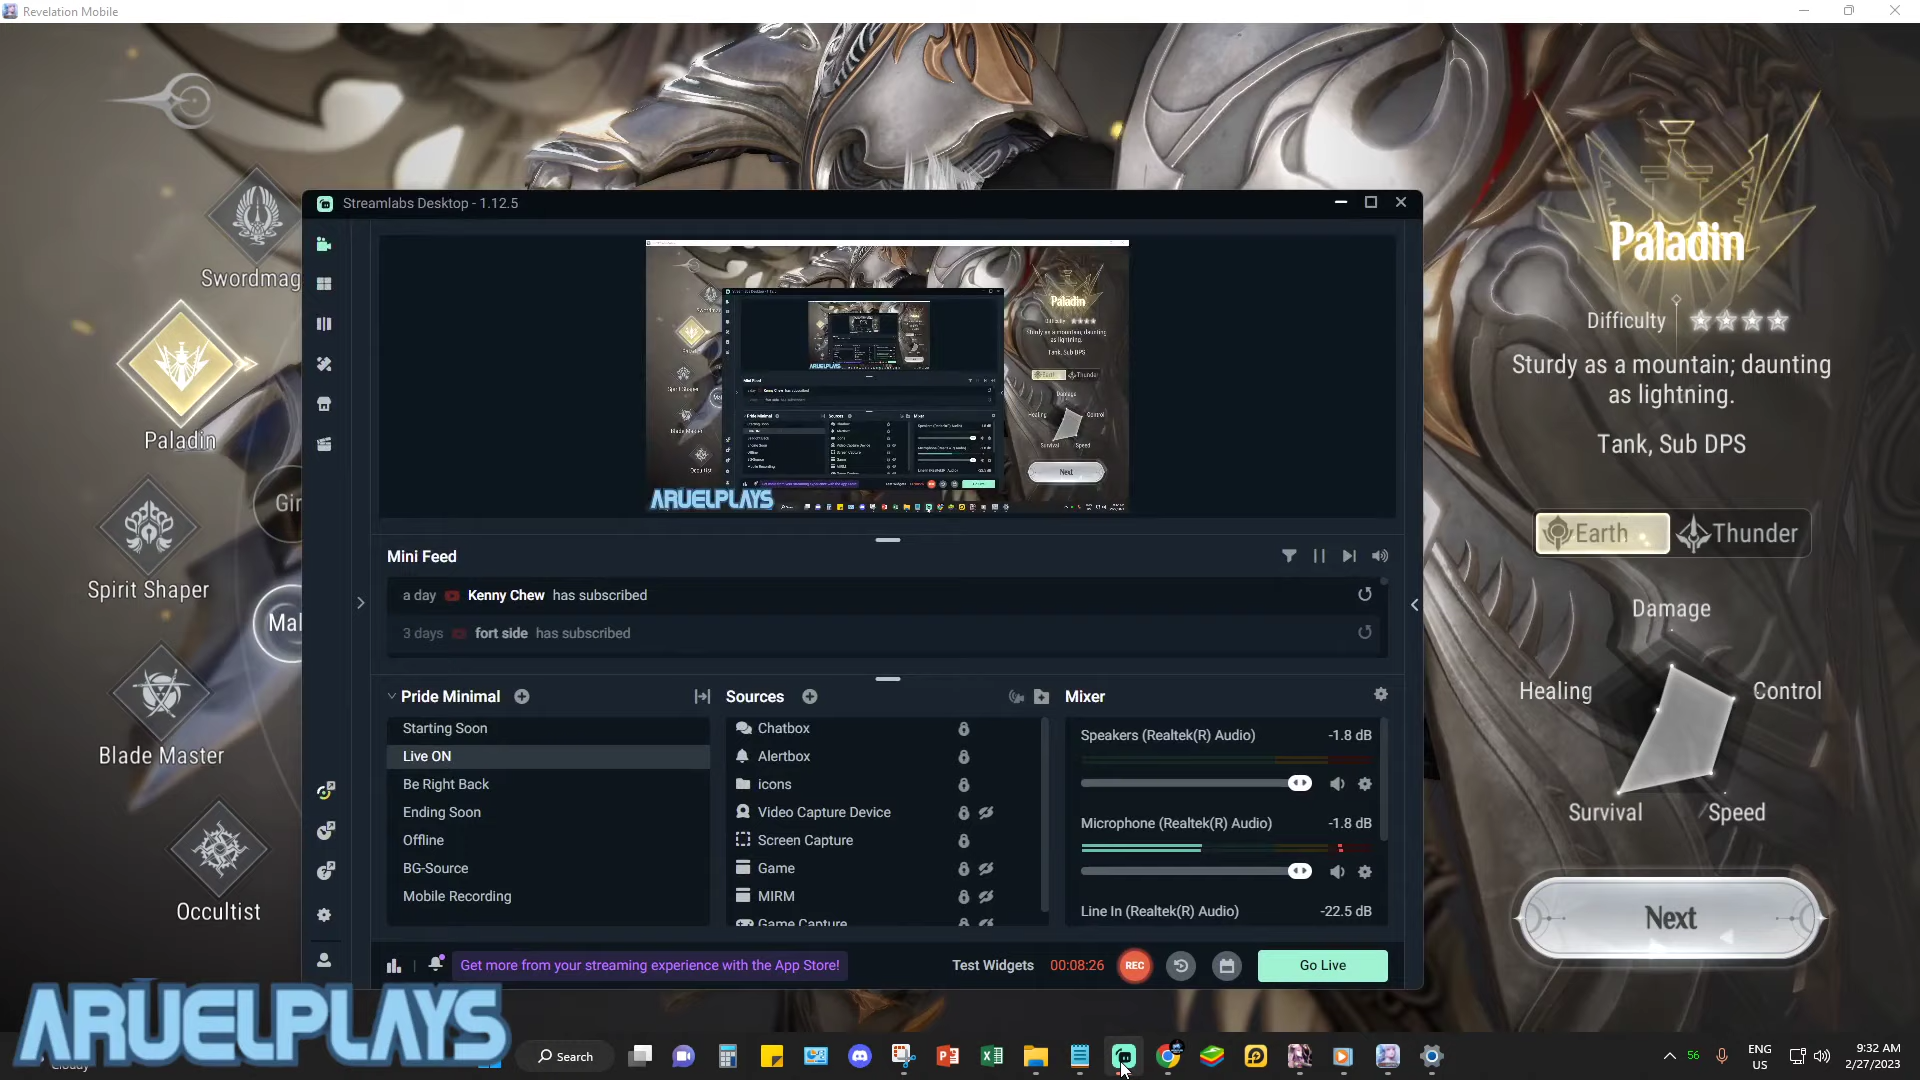 Revelation Mobile
Swordmag
Paladin
Spirit Shaper
Blade Master
Occultist
Gir
Mal
Streamlabs Desktop - 1.12.5
Mini Feed
a day Kenny Chew has subscribed
3 days fort side has subscribed
Pride Minimal
Starting Soon
Live ON
Be Right Back
Ending Soon
Offline
BG-Source
Mobile Recording
Sources
Chatbox
Alertbox
icons
Video Capture Device
Screen Capture
Game
MIRM
Game Capture
Mixer
Speakers (Realtek(R) Audio) -1.8 dB
Microphone (Realtek(R) Audio) -1.8 dB
Line In (Realtek(R) Audio) -22.5 dB
Get more from your streaming experience with the App Store!
Test Widgets 00:08:26 REC Go Live
Paladin
Difficulty
Sturdy as a mountain; daunting
as lightning.
Tank, Sub DPS
Earth Thunder
Damage
Healing Control
Survival Speed
Next
ARUELPLAYS
Cloudy
Search
56
ENG
US
9:32 AM
2/27/2023